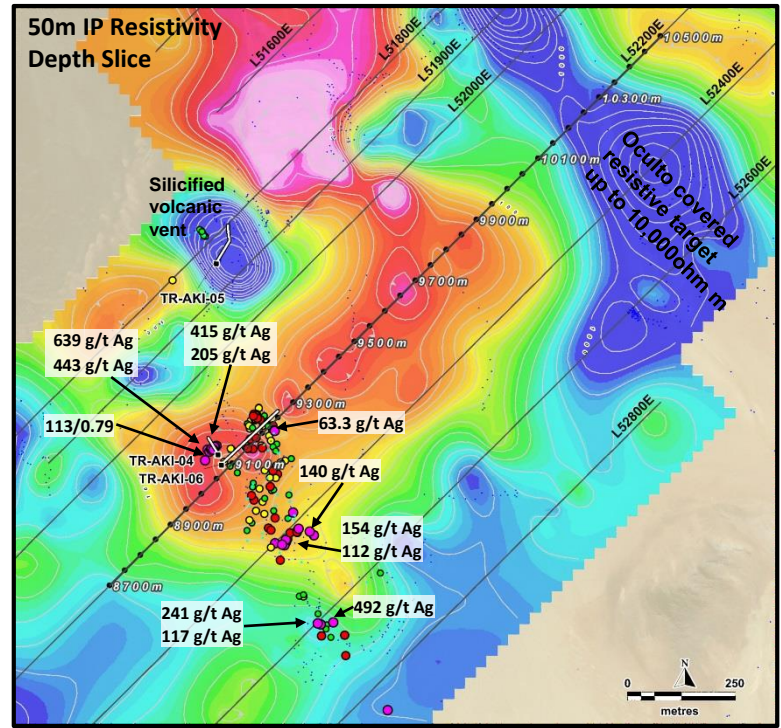 50m IP Resistivity
Depth Slice
L51600E
L51800E
L51900E
L52000E
L52200E
10500m
L52400E
10300m
L52600E
10100m
Oculto covered
resistive target
up to 10,000ohm m
9900m
Silicified
volcanic
vent
9700m
TR-AKI-05
9500m
639 g/t Ag
443 g/t Ag
415 g/t Ag
205 g/t Ag
9300m
L52800E
113/0.79
63.3 g/t Ag
TR-AKI-04
9100m
TR-AKI-06
140 g/t Ag
8900m
154 g/t Ag
112 g/t Ag
8700m
241 g/t Ag
117 g/t Ag
492 g/t Ag
N
0 250
metres